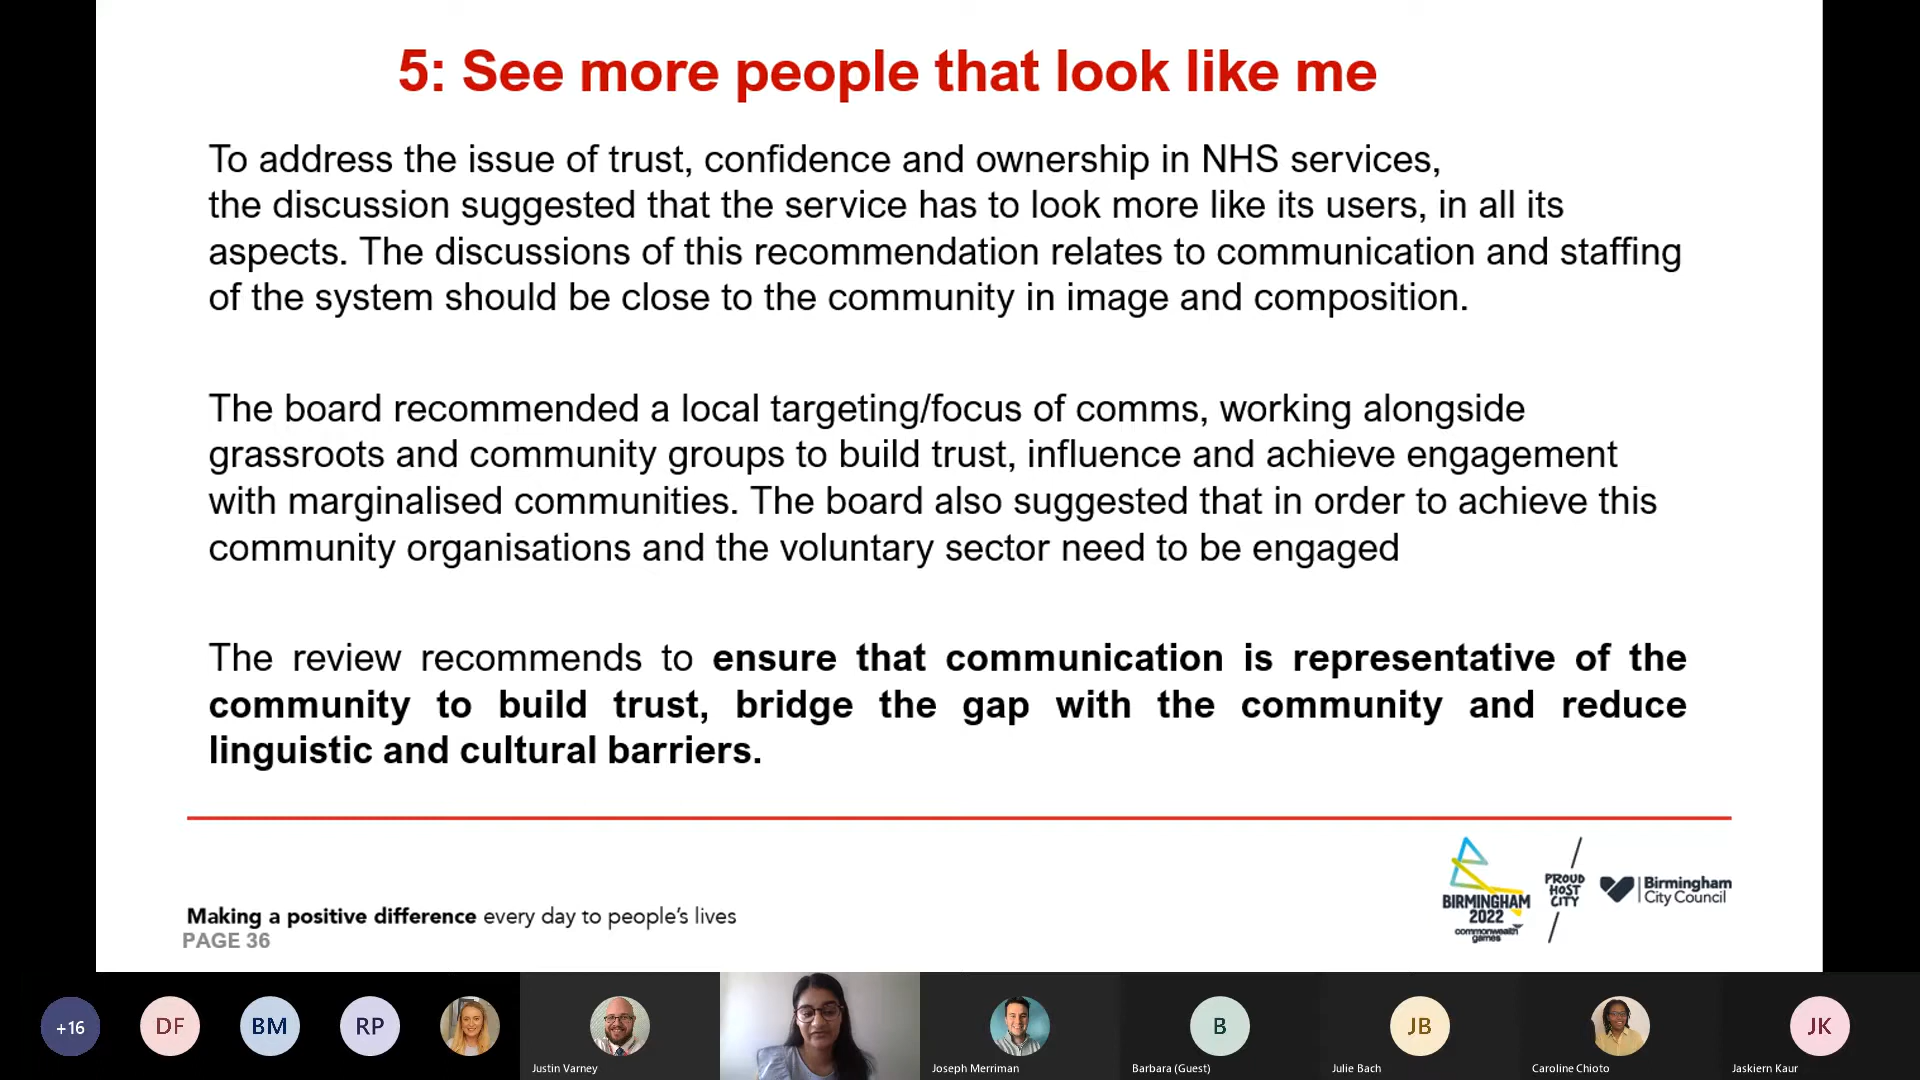 5: See more people that look like me
To address the issue of trust, confidence and ownership in NHS services,
the discussion suggested that the service has to look more like its users, in all its
aspects. The discussions of this recommendation relates to communication and staffing
of the system should be close to the community in image and composition.
The board recommended a local targeting/focus of comms, working alongside
grassroots and community groups to build trust, influence and achieve engagement
with marginalised communities. The board also suggested that in order to achieve this
community organisations and the voluntary sector need to be engaged
The review recommends to ensure that communication is representative of the
community to build trust, bridge the gap with the community and reduce
linguistic and cultural barriers.
Making a positive difference every day to people's lives
PAGE 36
BIRMINGHAM
2022
commonwealth
games
PROUD
HOST
CITY
Birmingham
City Council
+16
DF
BM
RP
Justin Varney
Joseph Merriman
B
Barbara (Guest)
JB
Julie Bach
Caroline Chioto
JK
Jaskiern Kaur